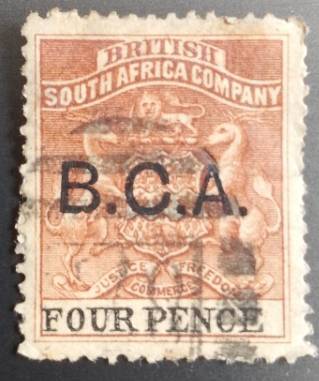 BRITISH
SOUTH AFRICA COMPANY
B.C.A.
JUSTICE FREEDOM
COMMERCE
FOUR PENCE